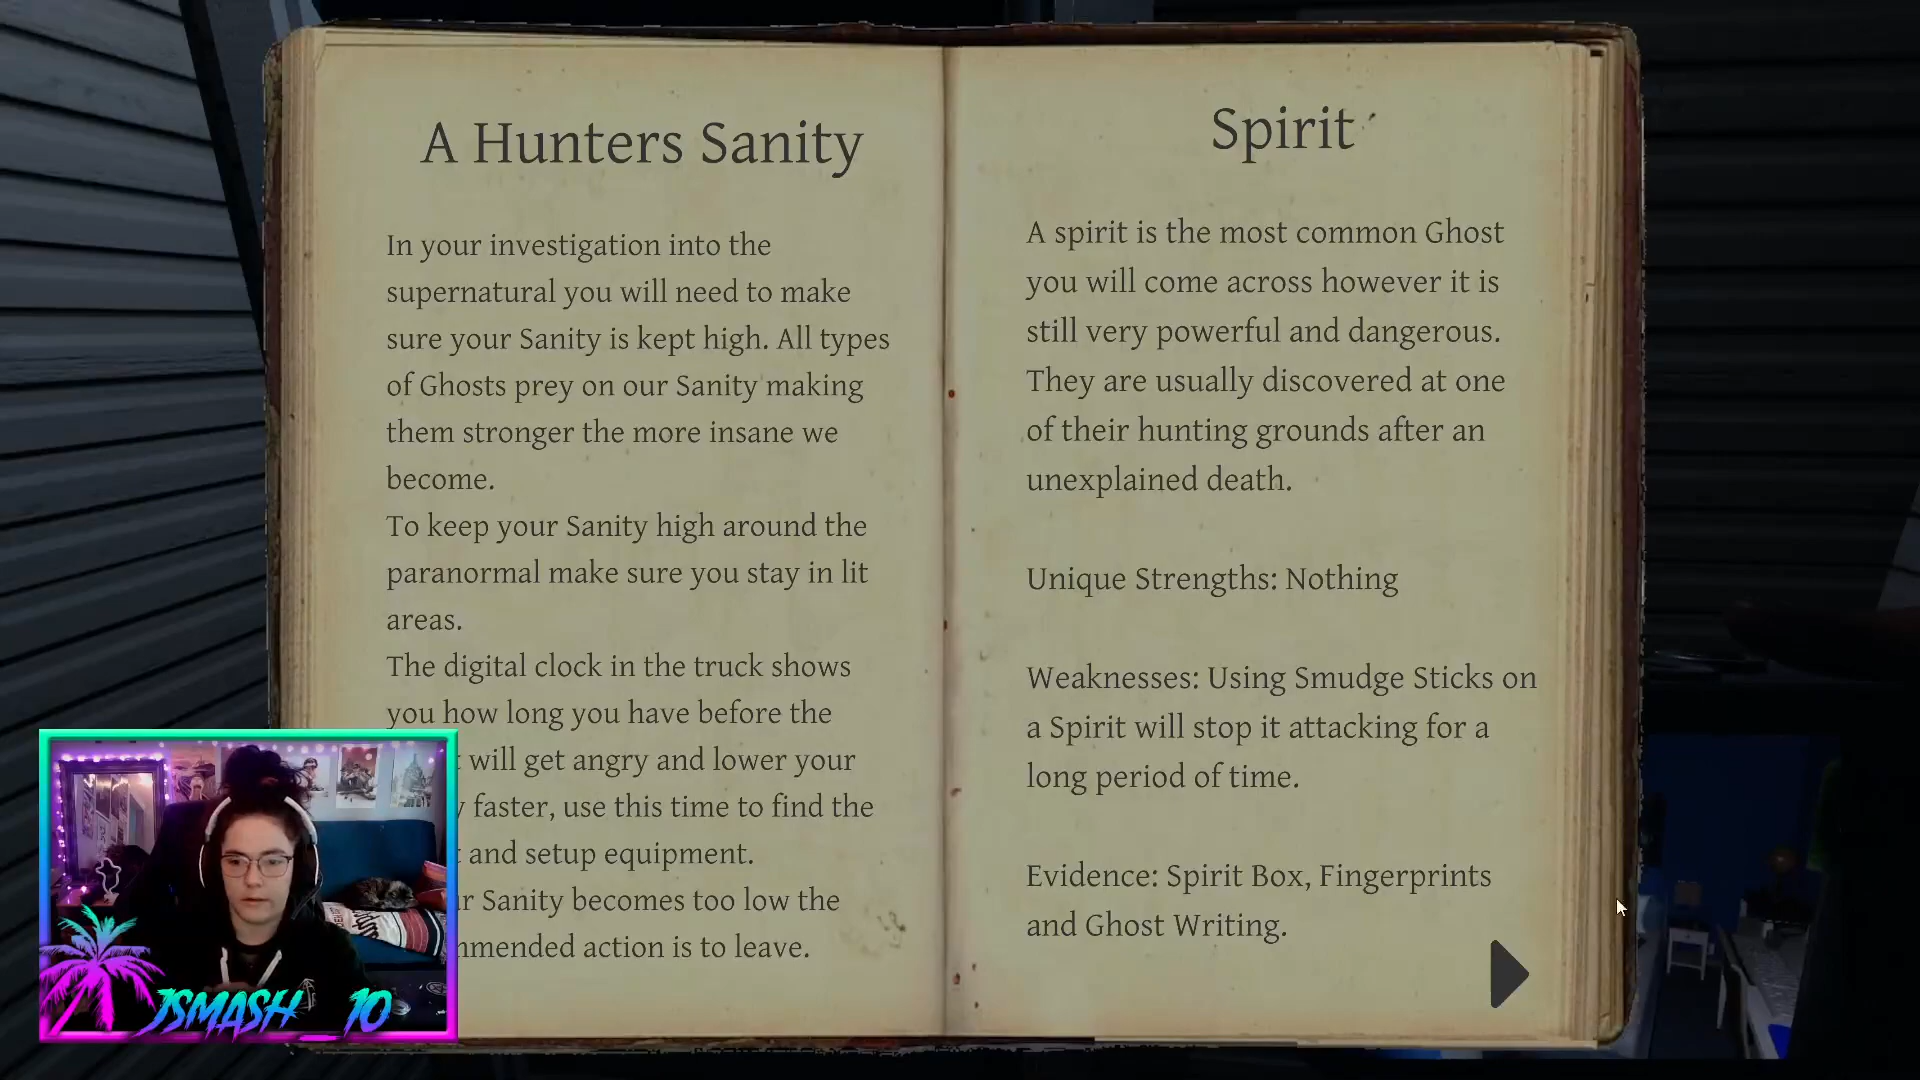 A Hunters Sanity
In your investigation into the
supernatural you will need to make
sure your Sanity is kept high. All types
of Ghosts prey on our Sanity making
them stronger the more insane we
become.
To keep your Sanity high around the
paranormal make sure you stay in lit
areas.
The digital clock in the truck shows
you how long you have before the
will get angry and lower your
faster, use this time to find the
and setup equipment.
Sanity becomes too low the
action is to leave.
Spirit
A spirit is the most common Ghost
you will come across however it is
still very powerful and dangerous.
They are usually discovered at one
of their hunting grounds after an
unexplained death.
Unique Strengths: Nothing
Weaknesses: Using Smudge Sticks on
a Spirit will stop it attacking for a
long period of time.
Evidence: Spirit Box, Fingerprints
and Ghost Writing.
JSMASH_10